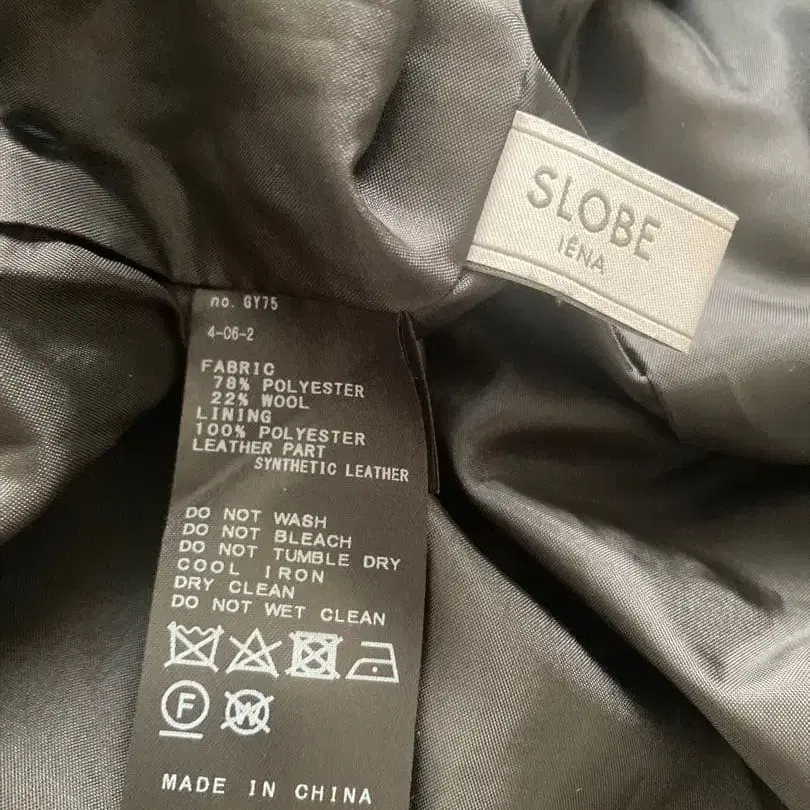 SLOBE
IÉNA
no. GY75
4-06-2
FABRIC
78% POLYESTER
22% WOOL
LINING
100% POLYESTER
LEATHER PART
SYNTHETIC LEATHER
DO NOT WASH
DO NOT BLEACH
DO NOT TUMBLE DRY
COOL IRON
DRY CLEAN
DO NOT WET CLEAN
F W
MADE IN CHINA